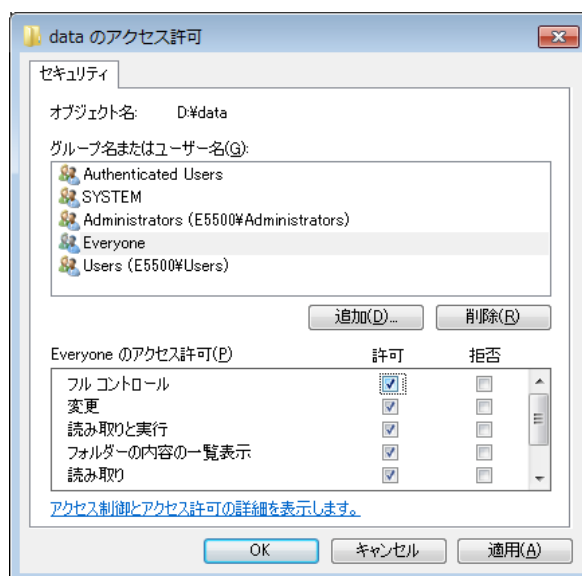 data のアクセス許可
セキュリティ
オブジェクト名: D:¥data
グループ名またはユーザー名(G):
Authenticated Users
SYSTEM
Administrators (E5500¥Administrators)
Everyone
Users (E5500¥Users)
追加(D)... 削除(R)
Everyone のアクセス許可(P) 許可 拒否
フル コントロール
変更
読み取りと実行
フォルダーの内容の一覧表示
読み取り
アクセス制御とアクセス許可の詳細を表示します。
OK キャンセル 適用(A)